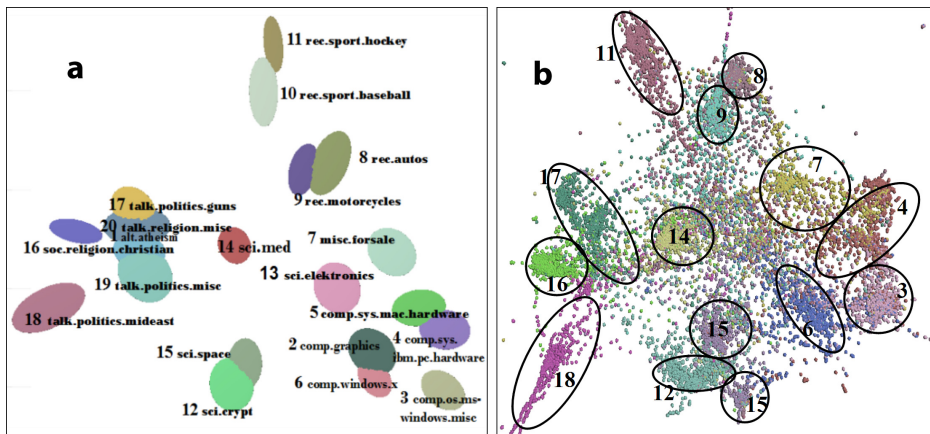 a
11 rec.sport.hockey
10 rec.sport.baseball
8 rec.autos
9 rec.motorcycles
17 talk.politics.guns
20 talk.religion.misc
1 alt.atheism
16 soc.religion.christian
14 sci.med
7 misc.forsale
13 sci.elektronics
19 talk.politics.misc
18 talk.politics.mideast
5 comp.sys.mac.hardware
4 comp.sys.
ibm.pc.hardware
15 sci.space
2 comp.graphics
6 comp.windows.x
12 sci.crypt
3 comp.os.ms-
windows.misc
b
11
8
9
17
7
4
14
16
3
6
15
18
12
15